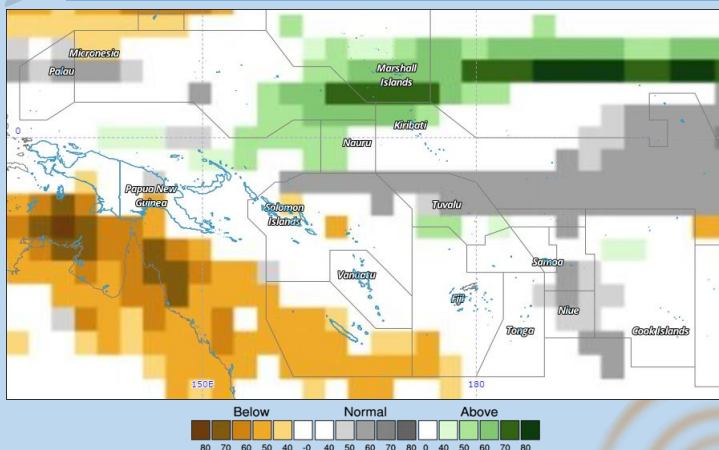 Micronesia
Palau
Marshall
Islands
0
Kiribati
Nauru
Papua New
Guinea
Solomon
Islands
Tuvalu
Samoa
Vanuatu
Fiji
Niue
Tonga
Cook Islands
150E
180
Below Normal Above
80 70 60 50 40 -0 40 50 60 70 80 0 40 50 60 70 80